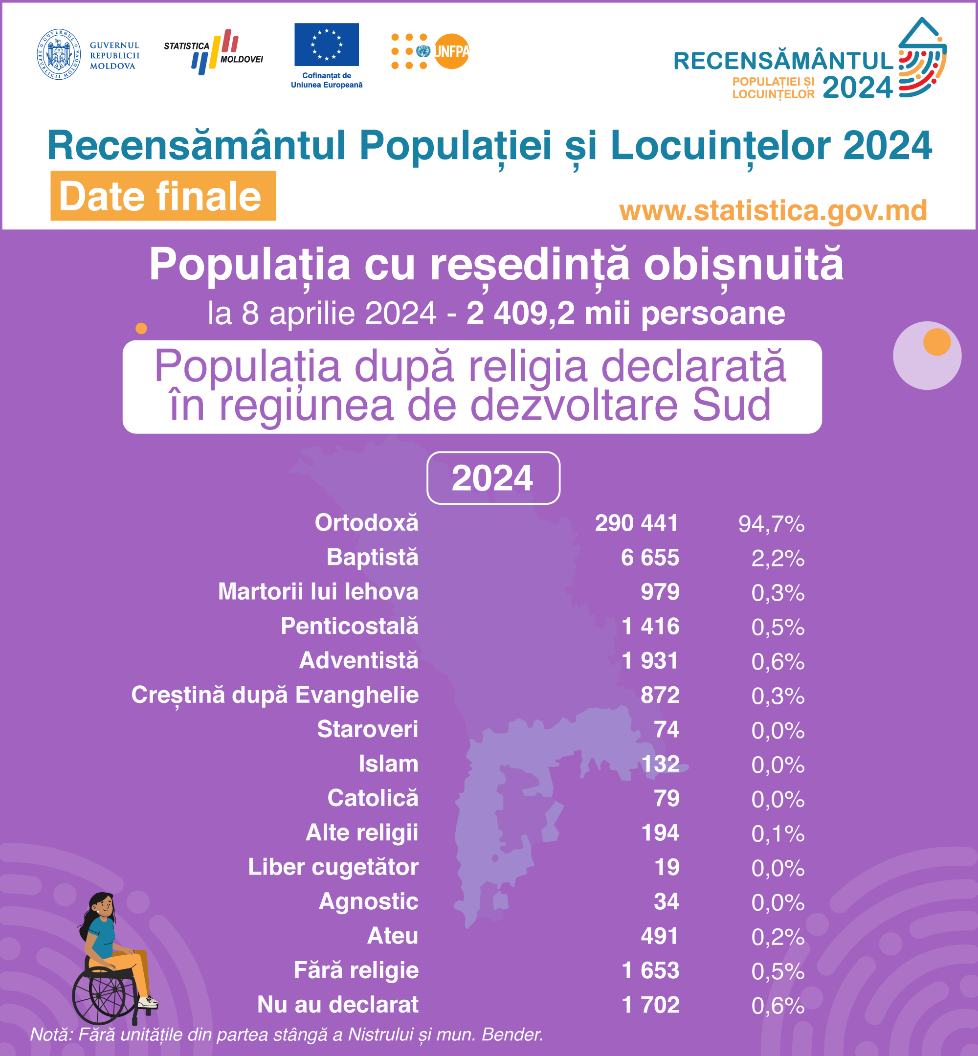 GUVERNUL
REPUBLICII
MOLDOVA
STATISTICA
MOLDOVEI
Cofinanțat de
Uniunea Europeană
UNFPA
RECENSĂMÂNTUL
POPULAȚIEI ȘI
LOCUINȚELOR
2024
Recensământul Populației și Locuințelor 2024
Date finale
www.statistica.gov.md
Populația cu reședință obișnuită
la 8 aprilie 2024 - 2 409,2 mii persoane
Populația după religia declarată
în regiunea de dezvoltare Sud
2024
Ortodoxă 290 441 94,7%
Baptistă 6 655 2,2%
Martorii lui Iehova 979 0,3%
Penticostală 1 416 0,5%
Adventistă 1 931 0,6%
Creștină după Evanghelie 872 0,3%
Staroveri 74 0,0%
Islam 132 0,0%
Catolică 79 0,0%
Alte religii 194 0,1%
Liber cugetător 19 0,0%
Agnostic 34 0,0%
Ateu 491 0,2%
Fără religie 1 653 0,5%
Nu au declarat 1 702 0,6%
Notă: Fără unitățile din partea stângă a Nistrului și mun. Bender.